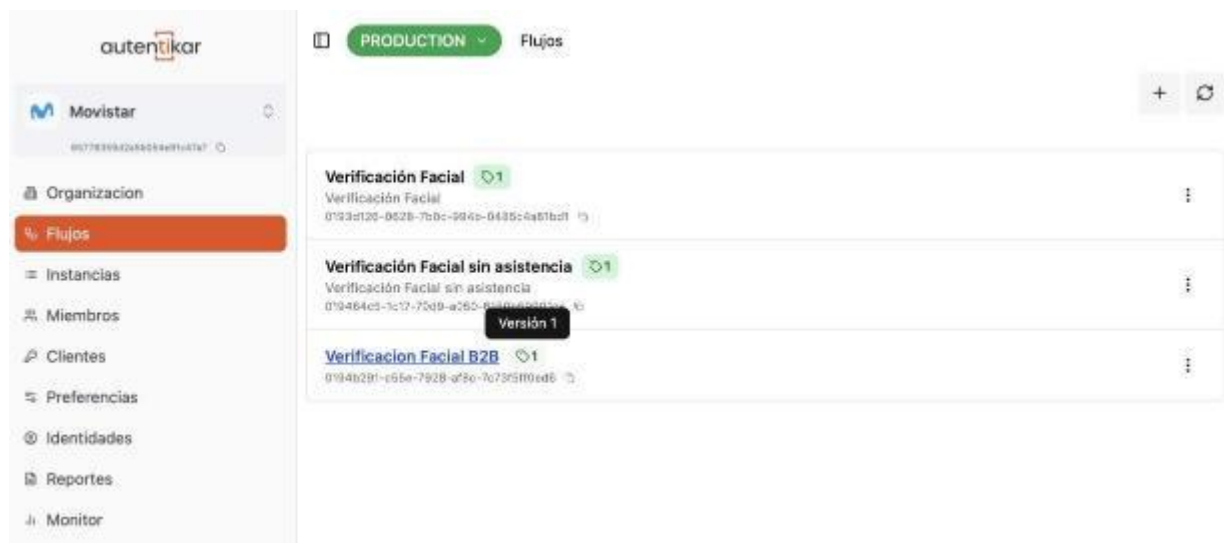 autentikar
PRODUCTION
Flujos
Movistar
Organizacion
Flujos
Instancias
Miembros
Clientes
Preferencias
Identidades
Reportes
Monitor
Verificación Facial 1
Verificación Facial
Verificación Facial sin asistencia 1
Verificación Facial sin asistencia
Versión 1
Verificacion Facial B2B 1